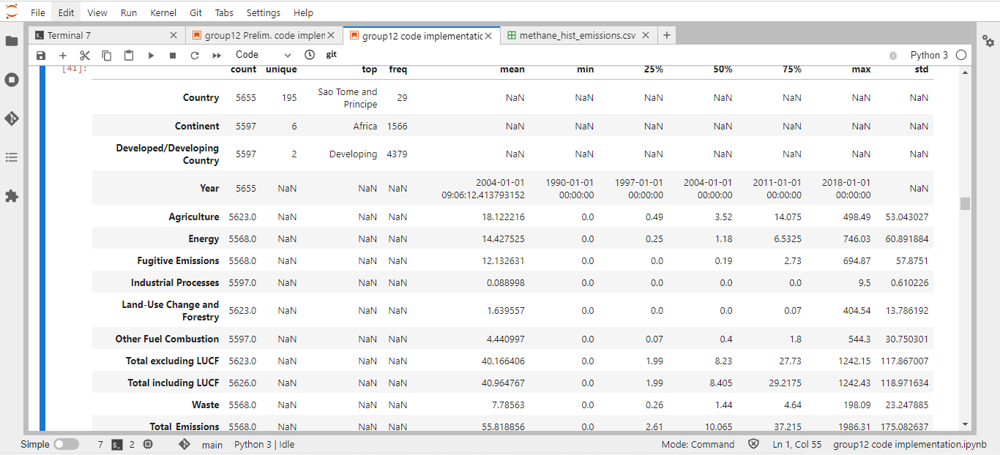 File Edit View Run Kernel Git Tabs Settings Help
Terminal 7 group12 Prelim. code implen group12 code implementatic methane_hist_emissions.csv
Code git Python 3
[41]: count unique top freq mean min 25% 50% 75% max std
Country 5655 195 Sao Tome and Principe 29 NaN NaN NaN NaN NaN NaN NaN
Continent 5597 6 Africa 1566 NaN NaN NaN NaN NaN NaN NaN
Developed/Developing Country 5597 2 Developing 4379 NaN NaN NaN NaN NaN NaN NaN
Year 5655 NaN NaN NaN 2004-01-01 09:06:12.413793152 1990-01-01 00:00:00 1997-01-01 00:00:00 2004-01-01 00:00:00 2011-01-01 00:00:00 2018-01-01 00:00:00 NaN
Agriculture 5623.0 NaN NaN NaN 18.122216 0.0 0.49 3.52 14.075 498.49 53.043027
Energy 5568.0 NaN NaN NaN 14.427525 0.0 0.25 1.18 6.5325 746.03 60.891884
Fugitive Emissions 5568.0 NaN NaN NaN 12.132631 0.0 0.0 0.19 2.73 694.87 57.8751
Industrial Processes 5597.0 NaN NaN NaN 0.088998 0.0 0.0 0.0 0.0 9.5 0.610226
Land-Use Change and Forestry 5623.0 NaN NaN NaN 1.639557 0.0 0.0 0.0 0.07 404.54 13.786192
Other Fuel Combustion 5597.0 NaN NaN NaN 4.440997 0.0 0.07 0.4 1.8 544.3 30.750301
Total excluding LUCF 5623.0 NaN NaN NaN 40.166406 0.0 1.99 8.23 27.73 1242.15 117.867007
Total including LUCF 5626.0 NaN NaN NaN 40.964767 0.0 1.99 8.405 29.2175 1242.43 118.971634
Waste 5568.0 NaN NaN NaN 7.78563 0.0 0.26 1.44 4.64 198.09 23.247885
Total Emissions 5568.0 NaN NaN NaN 55.818856 0.0 2.61 10.065 37.215 1986.31 175.082637
Simple 7 2 main Python 3 | Idle Mode: Command Ln 1, Col 55 group12 code implementation.ipynb